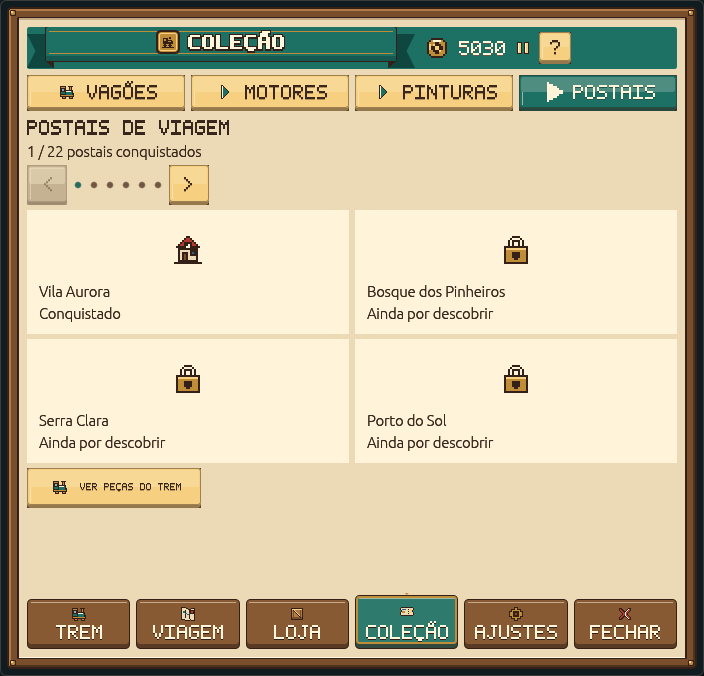 COLEÇÃO
5030
?
VAGÕES
MOTORES
PINTURAS
POSTAIS
POSTAIS DE VIAGEM
1 / 22 postais conquistados
Vila Aurora
Conquistado
Bosque dos Pinheiros
Ainda por descobrir
Serra Clara
Ainda por descobrir
Porto do Sol
Ainda por descobrir
VER PEÇAS DO TREM
TREM
VIAGEM
LOJA
COLEÇÃO
AJUSTES
FECHAR